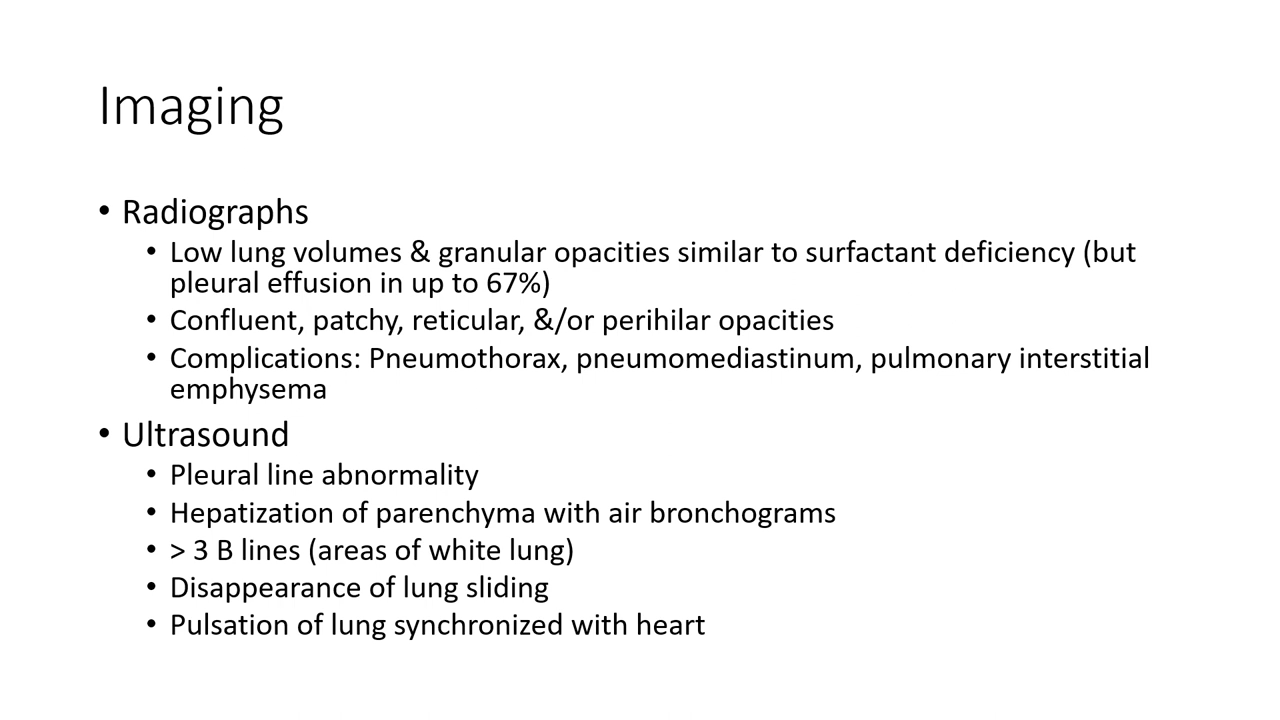 Imaging
• Radiographs
• Low lung volumes & granular opacities similar to surfactant deficiency (but
pleural effusion in up to 67%)
• Confluent, patchy, reticular, &/or perihilar opacities
• Complications: Pneumothorax, pneumomediastinum, pulmonary interstitial
emphysema
• Ultrasound
• Pleural line abnormality
• Hepatization of parenchyma with air bronchograms
• > 3 B lines (areas of white lung)
• Disappearance of lung sliding
• Pulsation of lung synchronized with heart